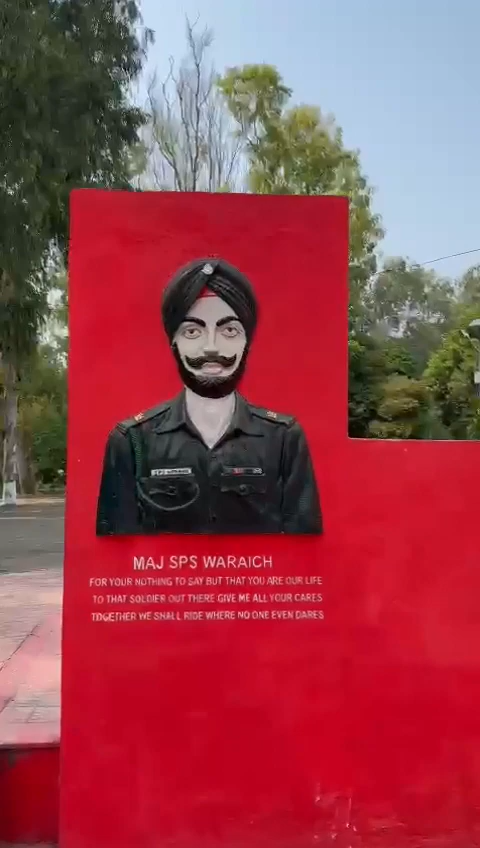 MAJ SPS WARAICH
FOR YOUR NOTHING TO SAY BUT THAT YOU ARE OUR LIFE
TO THAT SOLDIER OUT THERE GIVE ME ALL YOUR CARES
TOGETHER WE SHALL RIDE WHERE NO ONE EVEN DARES